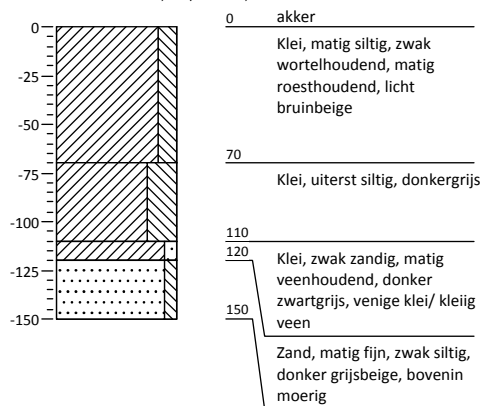 0
-25
-50
-75
-100
-125
-150
0 akker
Klei, matig siltig, zwak
wortelhoudend, matig
roesthoudend, licht
bruinbeige
70
Klei, uiterst siltig, donkergrijs
110
Klei, zwak zandig, matig
veenhoudend, donker
zwartgrijs, venige klei/ kleiig
veen
120
Zand, matig fijn, zwak siltig,
donker grijsbeige, bovenin
moerig
150